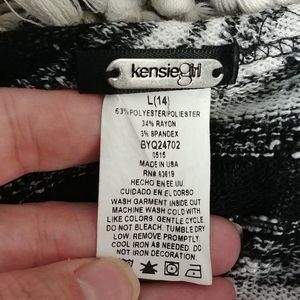 kensiegirl
L(14)
63% POLYESTER/POLIESTER
34% RAYON
3% SPANDEX
BYQ24702
0515
MADE IN USA
RN# 43619
HECHO EN EE.UU.
CUIDADO EN EL DORSO
WASH GARMENT INSIDE OUT
MACHINE WASH COLD WITH
LIKE COLORS. GENTLE CYCLE.
DO NOT BLEACH. TUMBLE DRY
LOW. REMOVE PROMPTLY
COOL IRON AS NEEDED. DO
NOT IRON DECORATION.